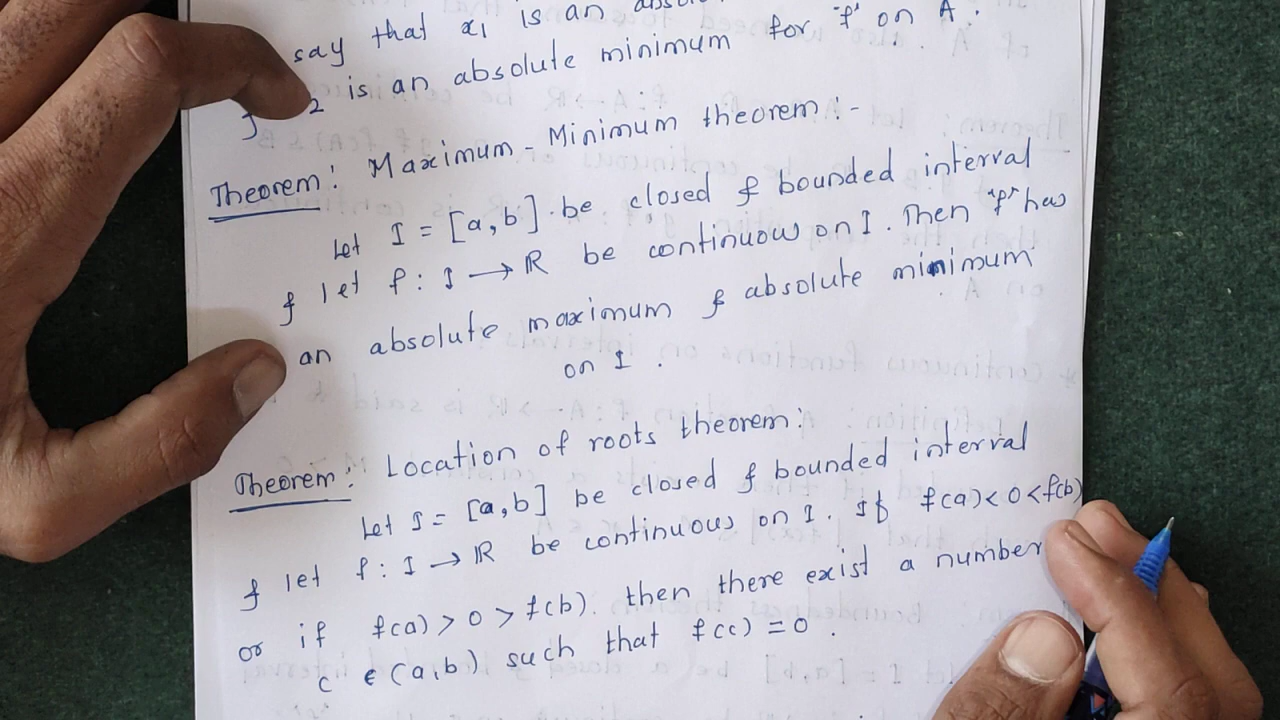 say that x₁ is an
₂ is an absolute minimum for "f" on A.
Theorem: Maximum - Minimum theorem :-
Let I = [a, b] be closed & bounded interval
& let f : I → R be continuous on I. Then "f" has
an absolute maximum & absolute minimum
on I .
Theorem: Location of roots theorem:
Let I = [a, b] be closed & bounded interval
& let f : I → R be continuous on I. If f(a) < 0 < f(b)
or if f(a) > 0 > f(b). then there exist a number
c ∈ (a, b) such that f(c) = 0 .